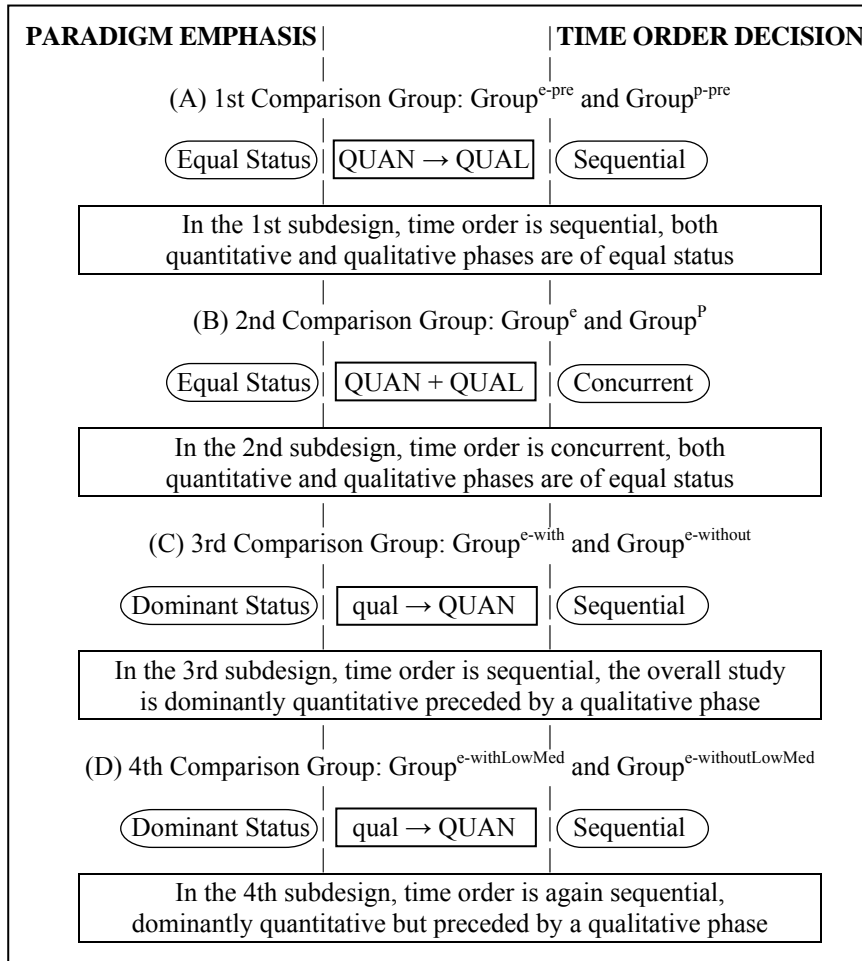 PARADIGM EMPHASIS TIME ORDER DECISION
(A) 1st Comparison Group: Group^e-pre and Group^p-pre
Equal Status QUAN → QUAL Sequential
In the 1st subdesign, time order is sequential, both
quantitative and qualitative phases are of equal status
(B) 2nd Comparison Group: Group^e and Group^P
Equal Status QUAN + QUAL Concurrent
In the 2nd subdesign, time order is concurrent, both
quantitative and qualitative phases are of equal status
(C) 3rd Comparison Group: Group^e-with and Group^e-without
Dominant Status qual → QUAN Sequential
In the 3rd subdesign, time order is sequential, the overall study
is dominantly quantitative preceded by a qualitative phase
(D) 4th Comparison Group: Group^e-withLowMed and Group^e-withoutLowMed
Dominant Status qual → QUAN Sequential
In the 4th subdesign, time order is again sequential,
dominantly quantitative but preceded by a qualitative phase